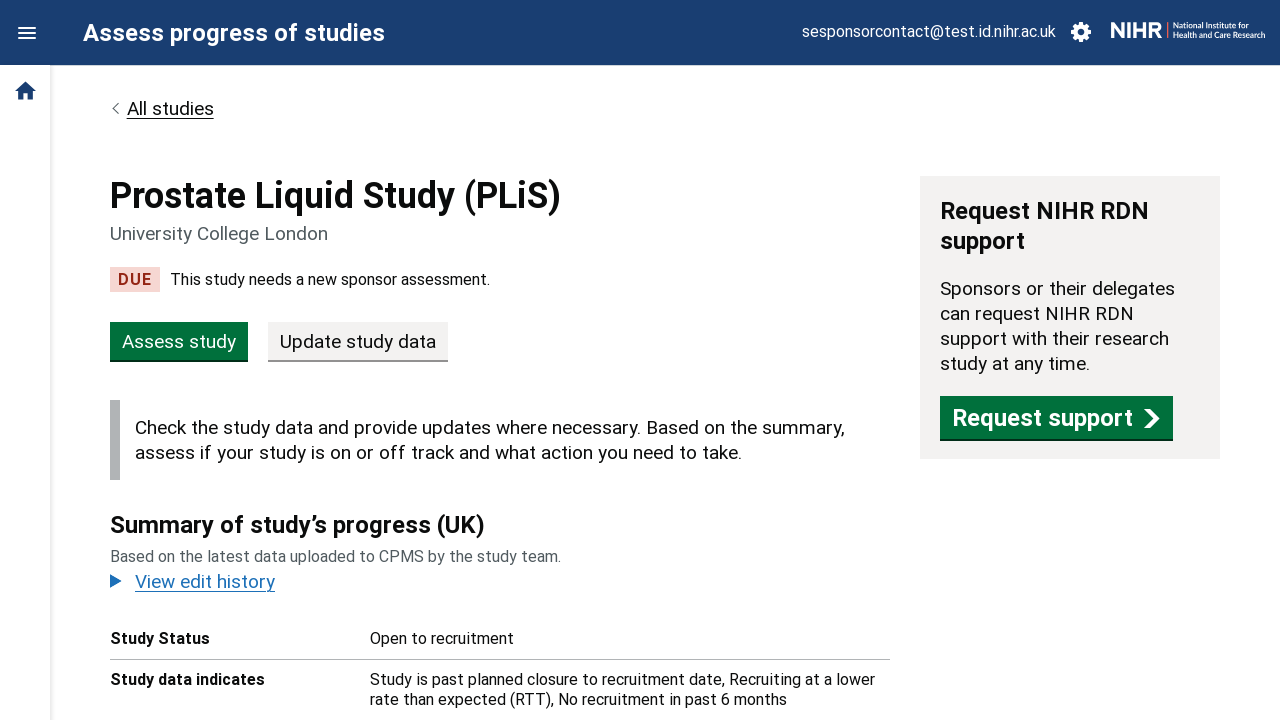 Assess progress of studies
sesponsorcontact@test.id.nihr.ac.uk
NIHR | National Institute for
Health and Care Research
All studies
Prostate Liquid Study (PLiS)
University College London
DUE This study needs a new sponsor assessment.
Assess study
Update study data
Check the study data and provide updates where necessary. Based on the summary,
assess if your study is on or off track and what action you need to take.
Summary of study’s progress (UK)
Based on the latest data uploaded to CPMS by the study team.
View edit history
Study Status Open to recruitment
Study data indicates Study is past planned closure to recruitment date, Recruiting at a lower
rate than expected (RTT), No recruitment in past 6 months
Request NIHR RDN
support
Sponsors or their delegates
can request NIHR RDN
support with their research
study at any time.
Request support